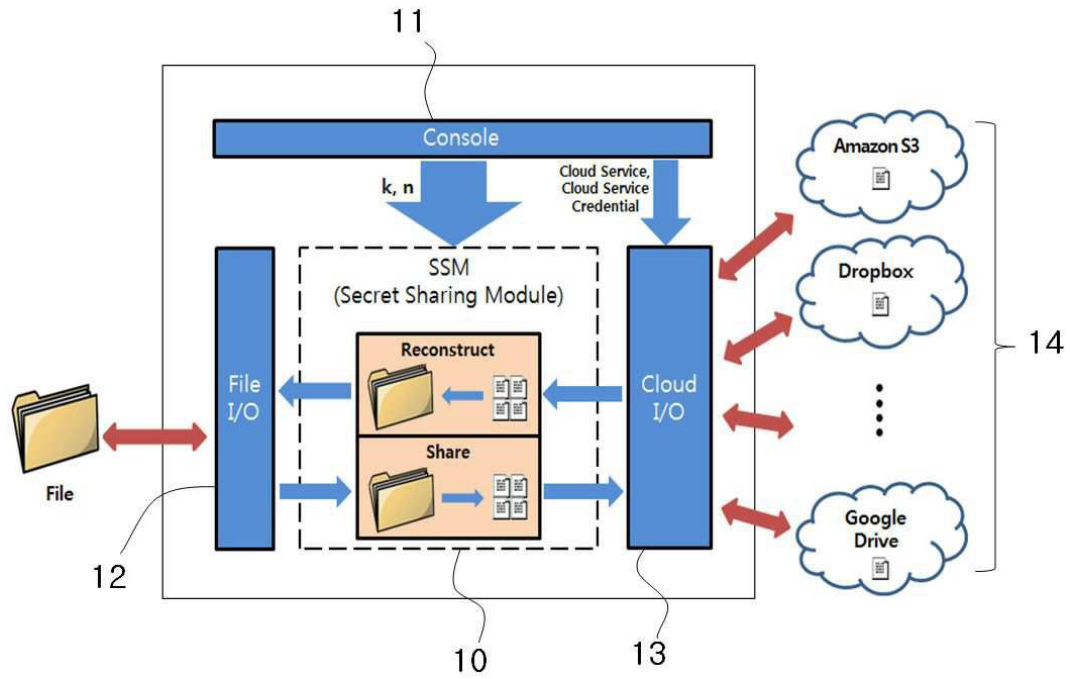 11
Console
k, n
Cloud Service,
Cloud Service
Credential
Amazon S3
SSM
(Secret Sharing Module)
Dropbox
14
Reconstruct
File
I/O
Cloud
I/O
Share
File
Google
Drive
12
10
13